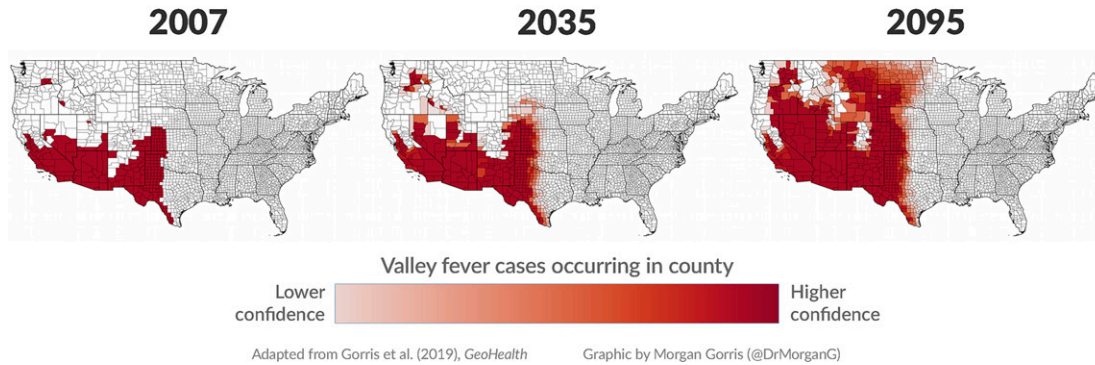 2007 2035 2095
Valley fever cases occurring in county
Lower confidence
Higher confidence
Adapted from Gorris et al. (2019), GeoHealth
Graphic by Morgan Gorris (@DrMorganG)